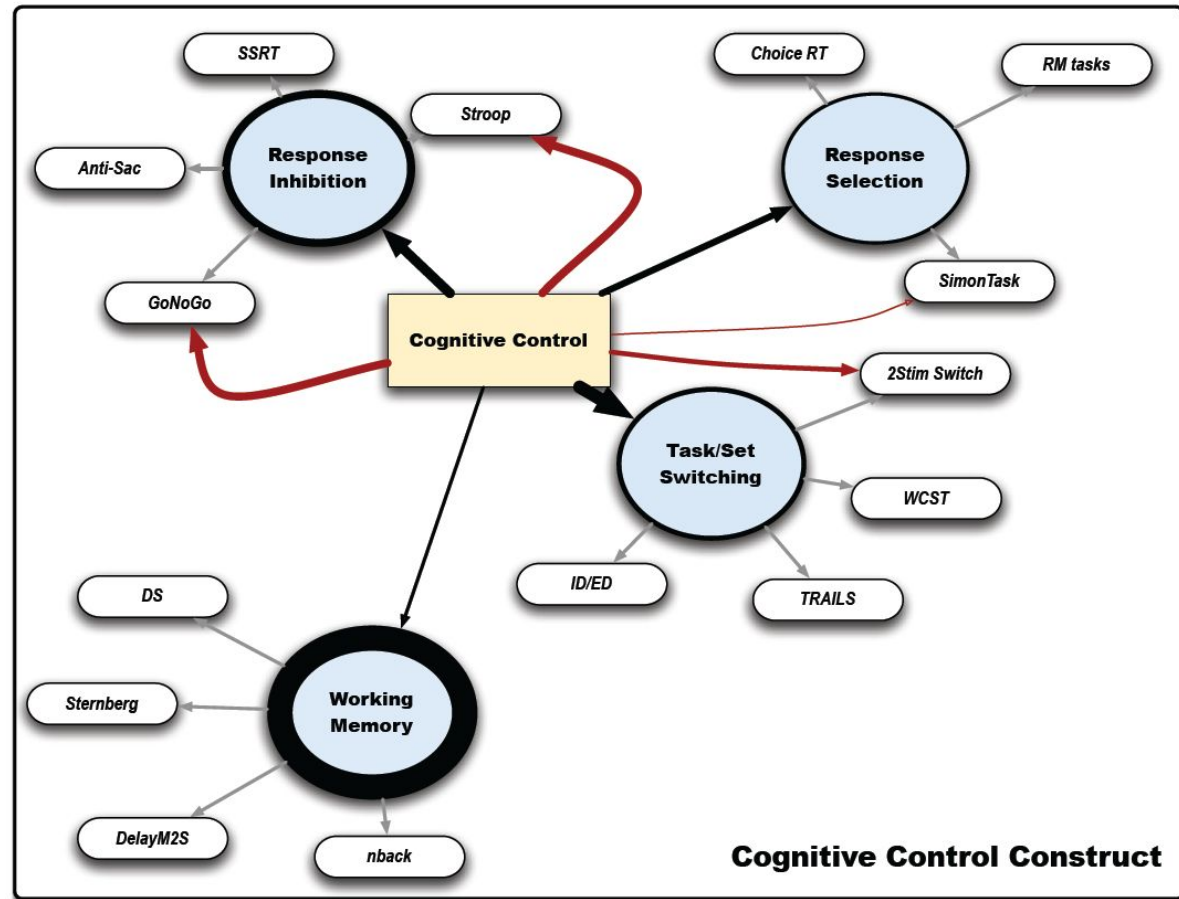 SSRT
Choice RT
RM tasks
Stroop
Anti-Sac
Response
Inhibition
Response
Selection
GoNoGo
SimonTask
Cognitive Control
2Stim Switch
Task/Set
Switching
WCST
ID/ED
TRAILS
DS
Sternberg
Working
Memory
DelayM2S
nback
Cognitive Control Construct